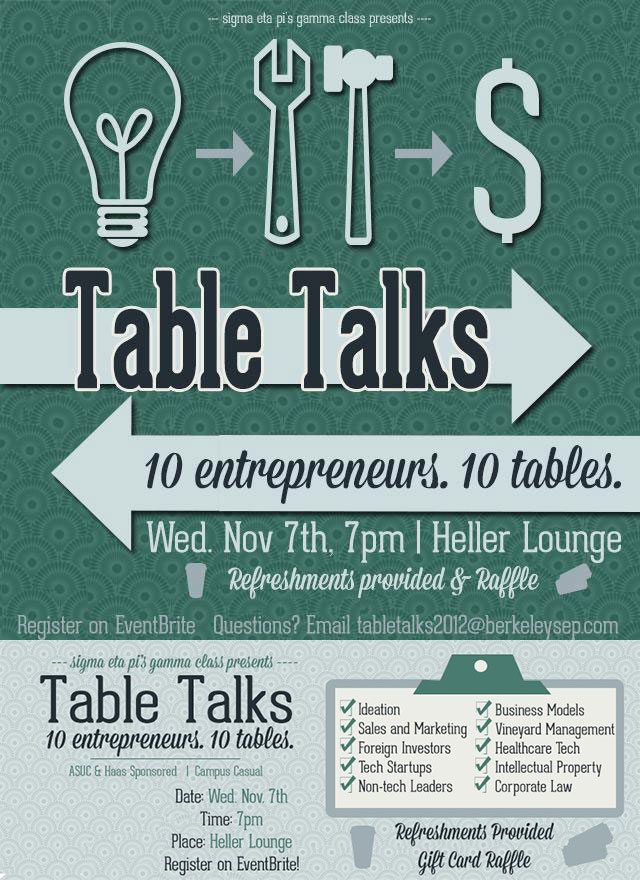 --- sigma eta pi's gamma class presents ----
Table Talks
10 entrepreneurs. 10 tables.
Wed. Nov 7th, 7pm | Heller Lounge
Refreshments provided & Raffle
Register on EventBrite Questions? Email tabletalks2012@berkeleysep.com
--- sigma eta pi's gamma class presents ----
Table Talks
10 entrepreneurs. 10 tables.
ASUC & Haas Sponsored | Campus Casual
Date: Wed. Nov. 7th
Time: 7pm
Place: Heller Lounge
Register on EventBrite!
Ideation
Sales and Marketing
Foreign Investors
Tech Startups
Non-tech Leaders
Business Models
Vineyard Management
Healthcare Tech
Intellectual Property
Corporate Law
Refreshments Provided
Gift Card Raffle